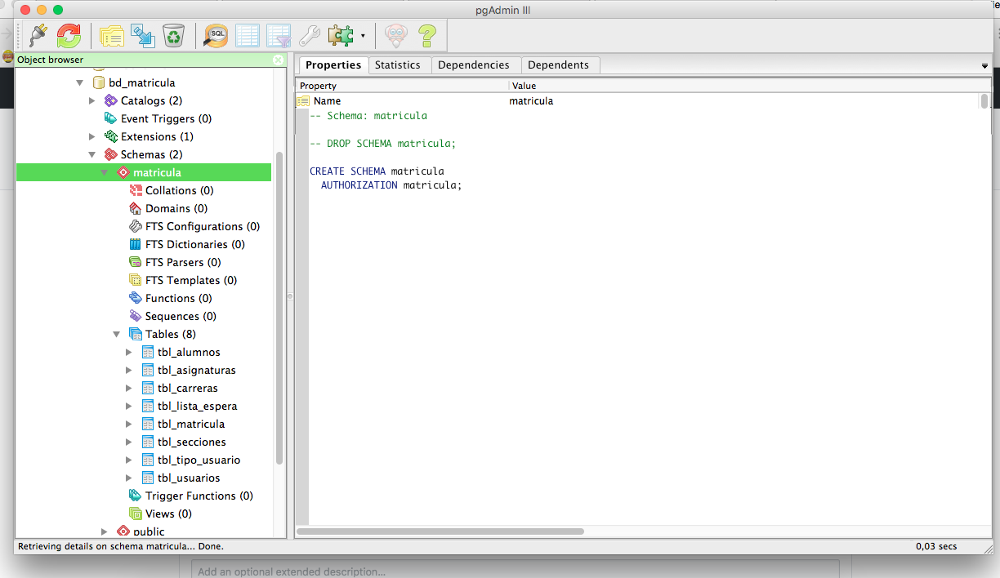 pgAdmin III
SQL
Object browser
bd_matricula
Catalogs (2)
Event Triggers (0)
Extensions (1)
Schemas (2)
matricula
Collations (0)
Domains (0)
FTS Configurations (0)
FTS Dictionaries (0)
FTS Parsers (0)
FTS Templates (0)
Functions (0)
Sequences (0)
Tables (8)
tbl_alumnos
tbl_asignaturas
tbl_carreras
tbl_lista_espera
tbl_matricula
tbl_secciones
tbl_tipo_usuario
tbl_usuarios
Trigger Functions (0)
Views (0)
public
Properties Statistics Dependencies Dependents
Property Value
Name matricula
-- Schema: matricula
-- DROP SCHEMA matricula;
CREATE SCHEMA matricula
AUTHORIZATION matricula;
Retrieving details on schema matricula... Done. 0,03 secs
Add an optional extended description...